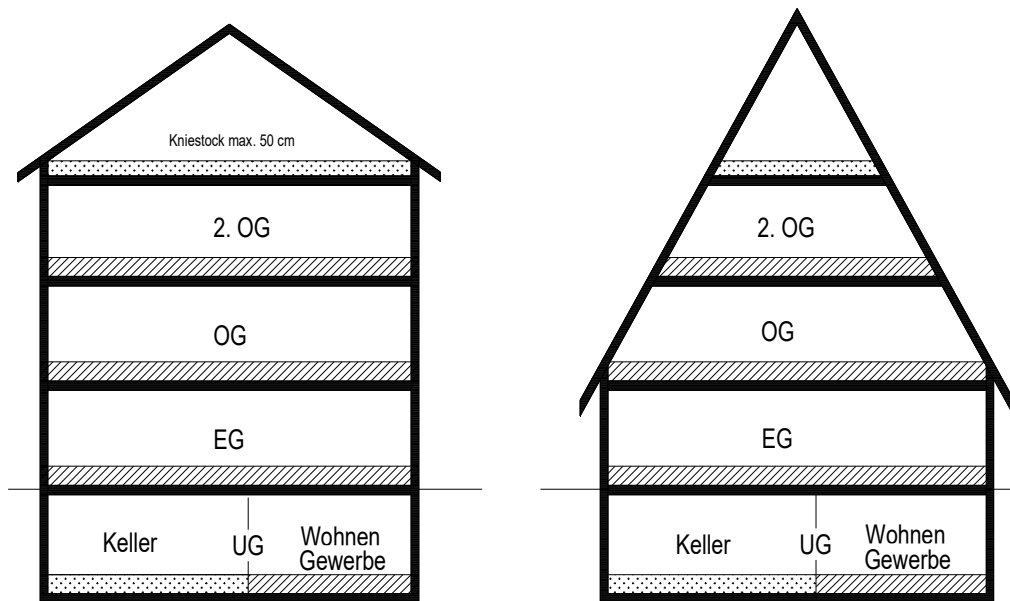 Kniestock max. 50 cm
2. OG
OG
EG
Keller
UG
Wohnen
Gewerbe
2. OG
OG
EG
Keller
UG
Wohnen
Gewerbe